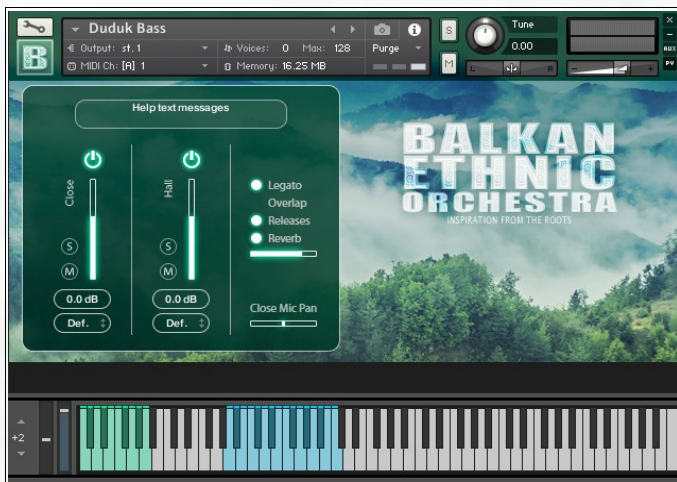 Duduk Bass
Output: st.1
Voices: 0 Max: 128
Purge
MIDI Ch: [A] 1
Memory: 16.25 MB
S
M
Tune
0.00
L
R
AUX
PV
B
Help text messages
Close
Hall
S
M
S
M
0.0 dB
0.0 dB
Def.
Def.
Legato
Overlap
Releases
Reverb
Close Mic Pan
BALKAN
ETHNIC
ORCHESTRA
INSPIRATION FROM THE ROOTS
+2